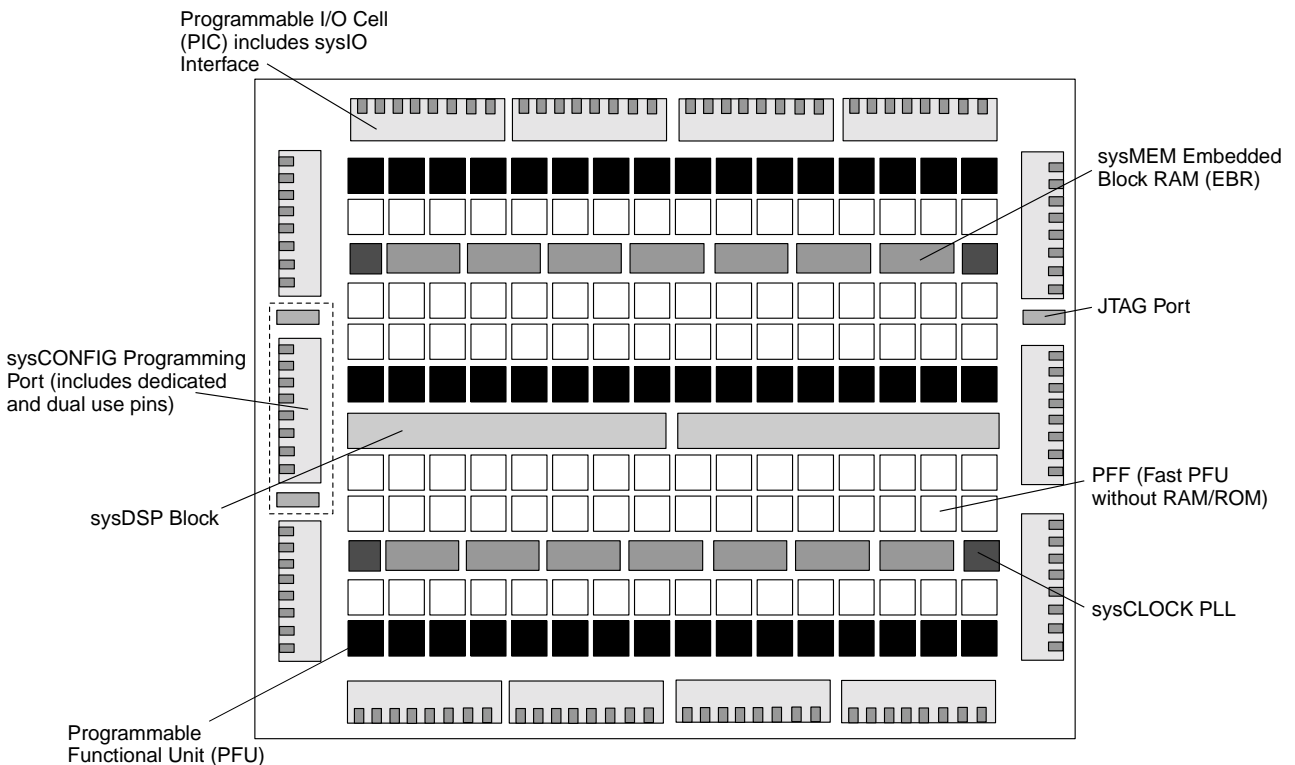 Programmable I/O Cell
(PIC) includes sysIO
Interface
sysMEM Embedded
Block RAM (EBR)
JTAG Port
sysCONFIG Programming
Port (includes dedicated
and dual use pins)
PFF (Fast PFU
without RAM/ROM)
sysDSP Block
sysCLOCK PLL
Programmable
Functional Unit (PFU)